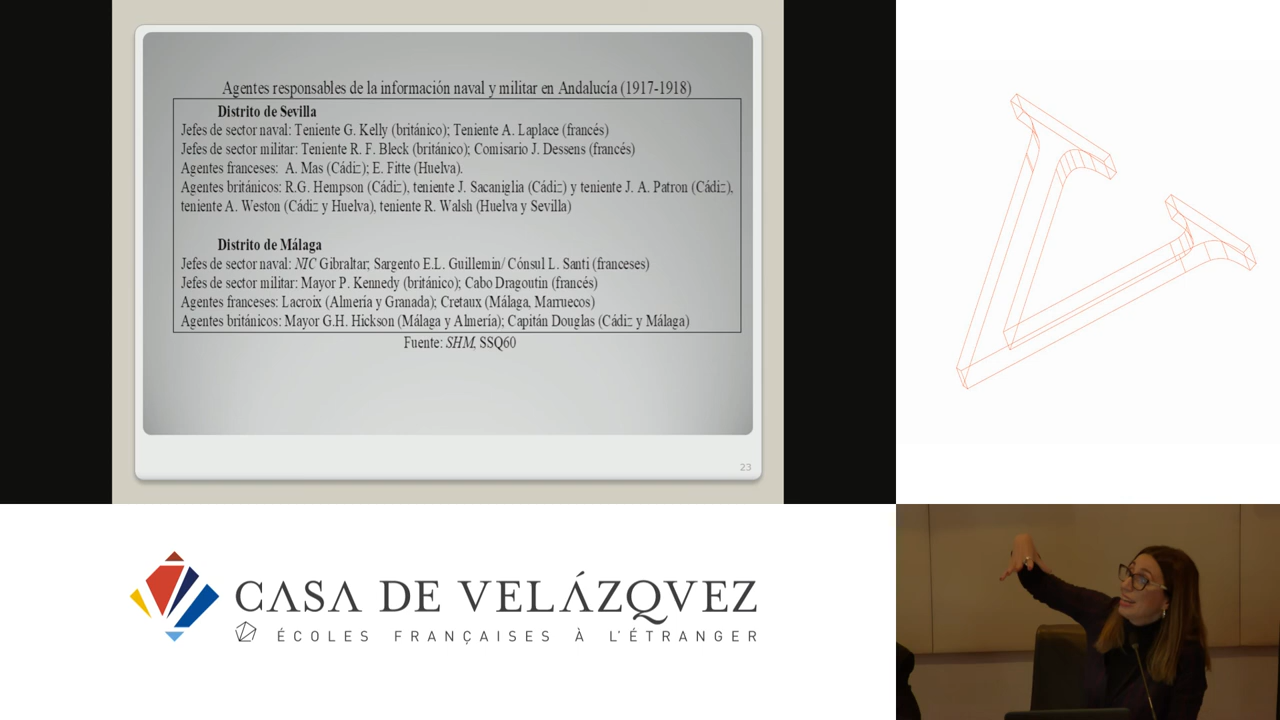 Agentes responsables de la información naval y militar en Andalucía (1917-1918)
Distrito de Sevilla
Jefes de sector naval: Teniente G. Kelly (británico); Teniente A. Laplace (francés)
Jefes de sector militar: Teniente R. F. Bleck (británico); Comisario J. Dessens (francés)
Agentes franceses: A. Mas (Cádiz); E. Fitte (Huelva).
Agentes británicos: R.G. Hempson (Cádiz), teniente J. Sacaniglia (Cádiz) y teniente J. A. Patron (Cádiz),
teniente A. Weston (Cádiz y Huelva), teniente R. Walsh (Huelva y Sevilla)
Distrito de Málaga
Jefes de sector naval: NIC Gibraltar; Sargento E.L. Guillemin/ Cónsul L. Santi (franceses)
Jefes de sector militar: Mayor P. Kennedy (británico); Cabo Dragoutin (francés)
Agentes franceses: Lacroix (Almería y Granada); Cretaux (Málaga, Marruecos)
Agentes británicos: Mayor G.H. Hickson (Málaga y Almería); Capitán Douglas (Cádiz y Málaga)
Fuente: SHM, SSQ60
23
CASA DE VELÁZQVEZ
ÉCOLES FRANÇAISES À L'ÉTRANGER